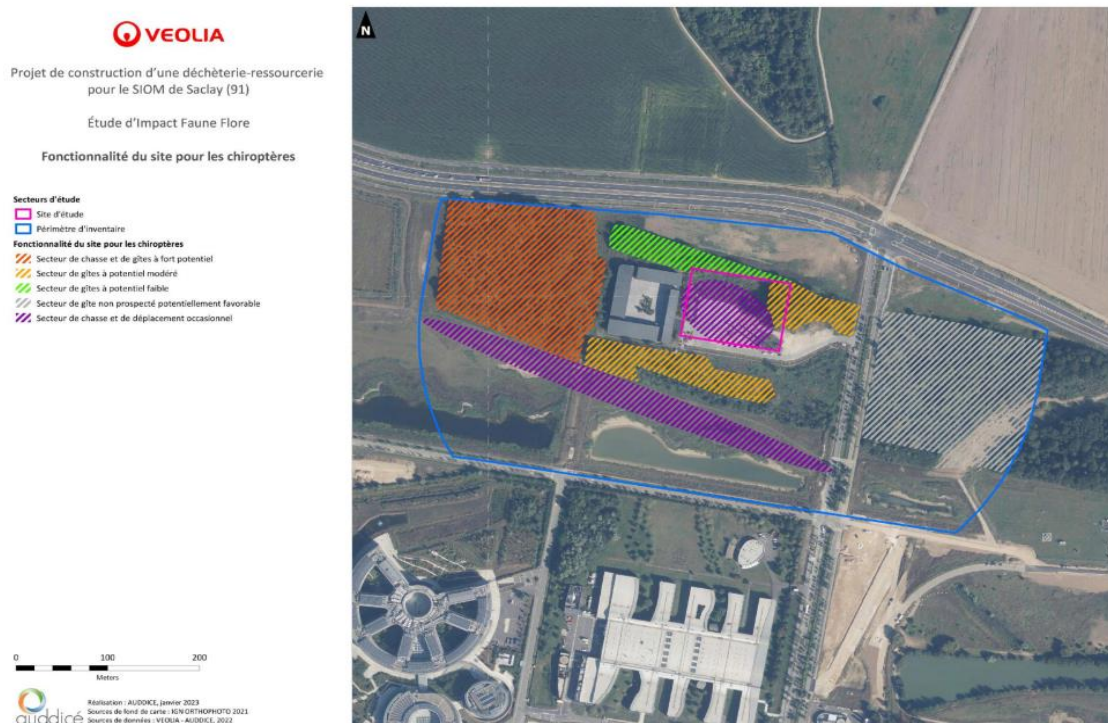 VEOLIA
Projet de construction d'une déchèterie-ressourcerie
pour le SIOM de Saclay (91)
Étude d'Impact Faune Flore
Fonctionnalité du site pour les chiroptères
Secteurs d'étude
Site d'étude
Périmètre d'inventaire
Fonctionnalité du site pour les chiroptères
Secteur de chasse et de gîtes à fort potentiel
Secteur de gîtes à potentiel modéré
Secteur de gîtes à potentiel faible
Secteur de gîte non prospecté potentiellement favorable
Secteur de chasse et de déplacement occasionnel
0 100 200
Meters
auddicé
Réalisation : AUDDICE, janvier 2023
Sources de fond de carte : IGN ORTHOPHOTO 2021
Sources de données : VEOLIA - AUDDICE, 2022
N